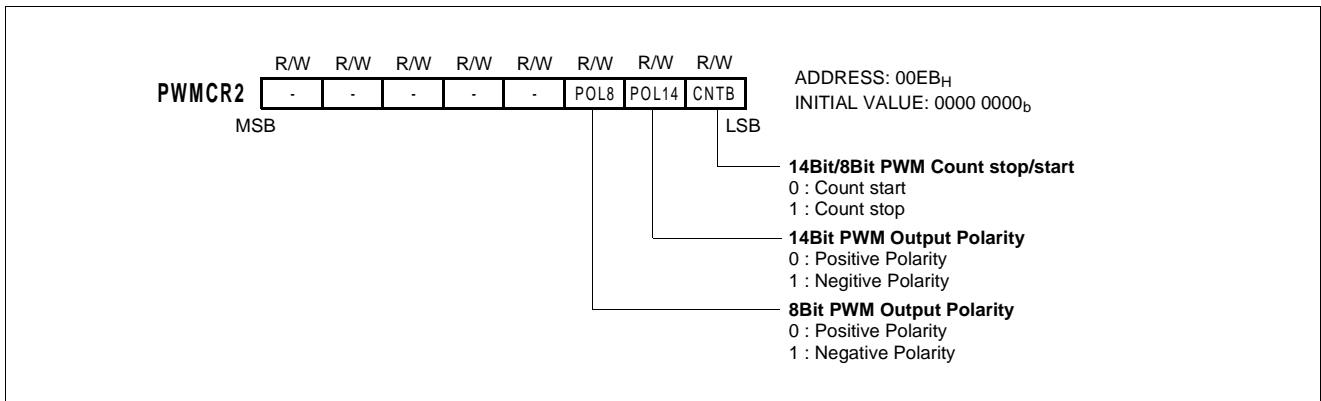 R/W R/W R/W R/W R/W R/W R/W R/W
PWMCR2 - - - - - POL8 POL14 CNTB
MSB LSB
ADDRESS: 00EBH
INITIAL VALUE: 0000 0000b
14Bit/8Bit PWM Count stop/start
0 : Count start
1 : Count stop
14Bit PWM Output Polarity
0 : Positive Polarity
1 : Negitive Polarity
8Bit PWM Output Polarity
0 : Positive Polarity
1 : Negative Polarity